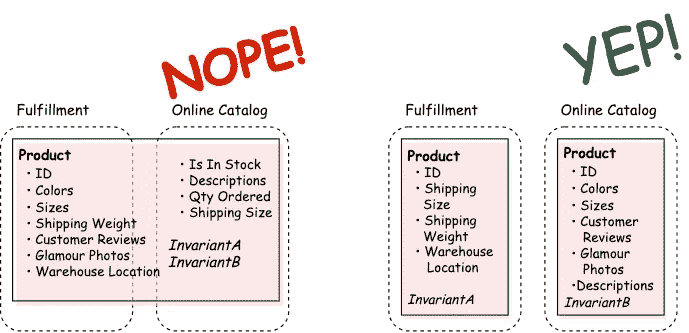 NOPE!
YEP!
Fulfillment
Online Catalog
Product
· ID
· Colors
· Sizes
· Shipping Weight
· Customer Reviews
· Glamour Photos
· Warehouse Location
· Is In Stock
· Descriptions
· Qty Ordered
· Shipping Size
InvariantA
InvariantB
Fulfillment
Online Catalog
Product
· ID
· Shipping
Size
· Shipping
Weight
· Warehouse
Location
InvariantA
Product
· ID
· Colors
· Sizes
· Customer
Reviews
· Glamour
Photos
·Descriptions
InvariantB